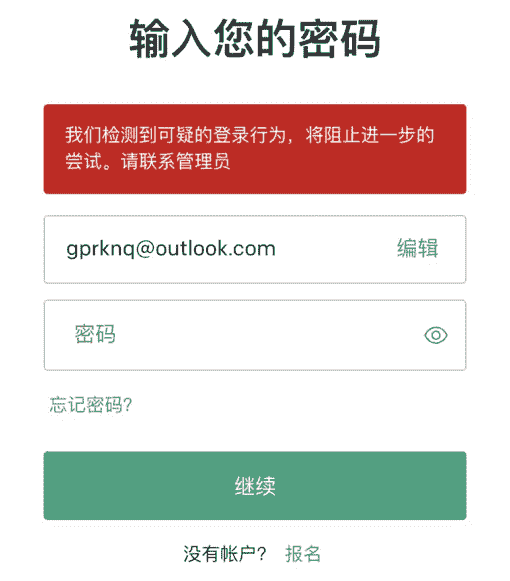 输入您的密码
我们检测到可疑的登录行为，将阻止进一步的
尝试。请联系管理员
gprknq@outlook.com 编辑
密码
忘记密码?
继续
没有帐户? 报名